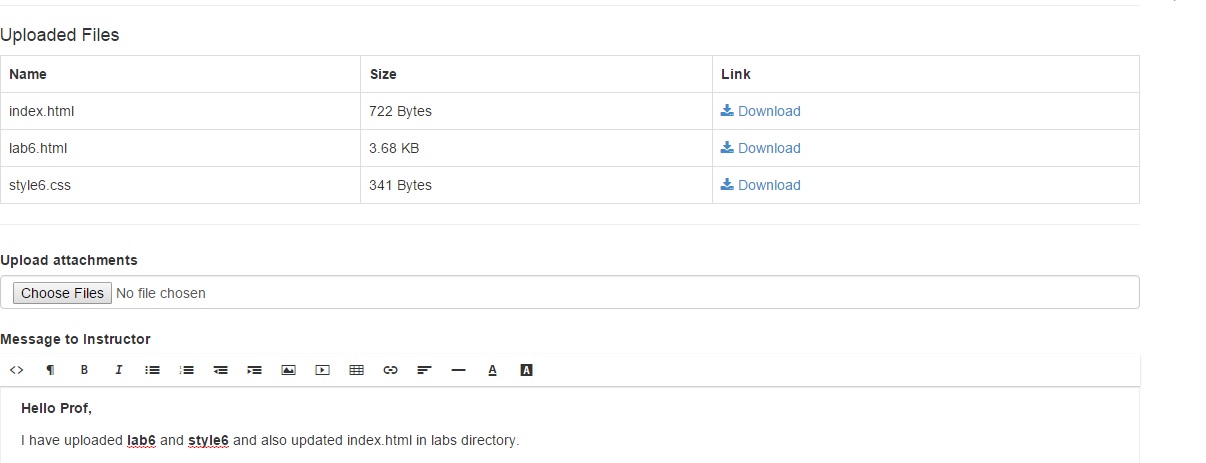 Uploaded Files
Name Size Link
index.html 722 Bytes Download
lab6.html 3.68 KB Download
style6.css 341 Bytes Download
Upload attachments
Choose Files No file chosen
Message to Instructor
<> ¶ B I A A
Hello Prof,
I have uploaded lab6 and style6 and also updated index.html in labs directory.